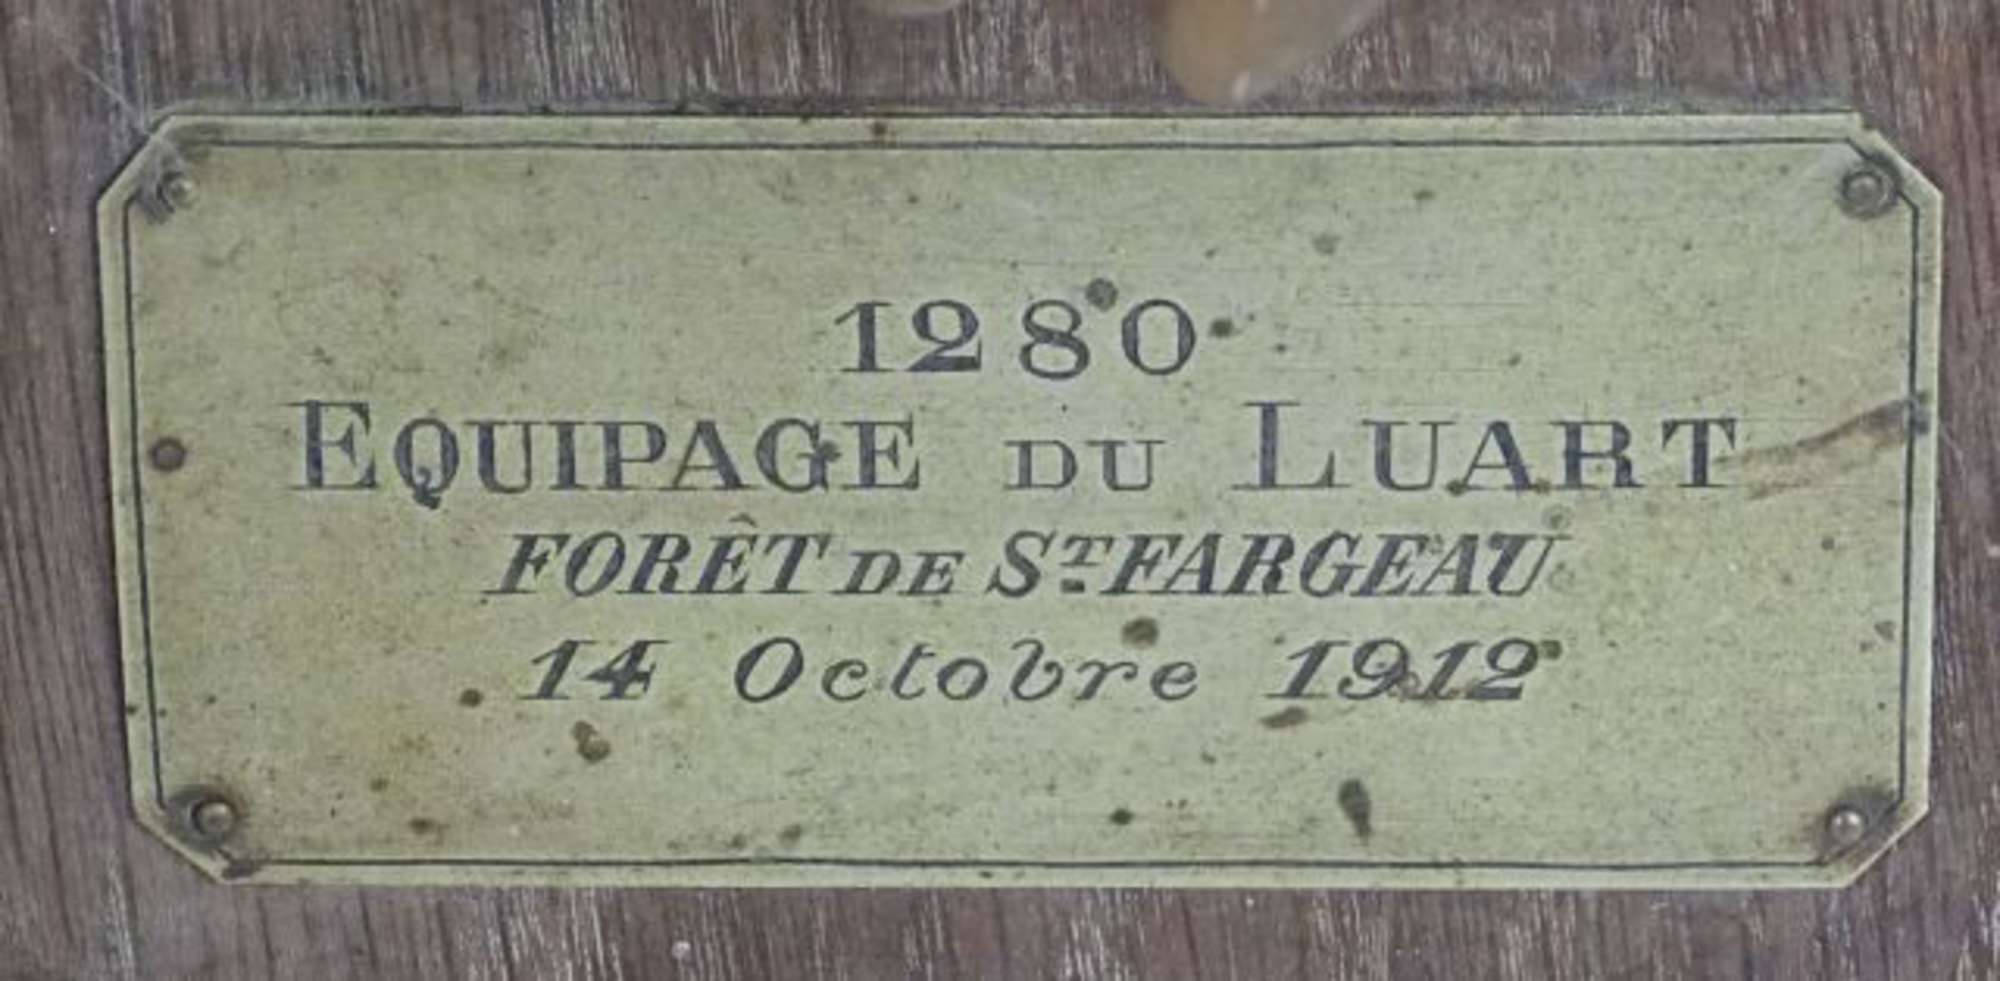 1280
EQUIPAGE DU LUART
FORÊT DE ST. FARGEAU
14 Octobre 1912